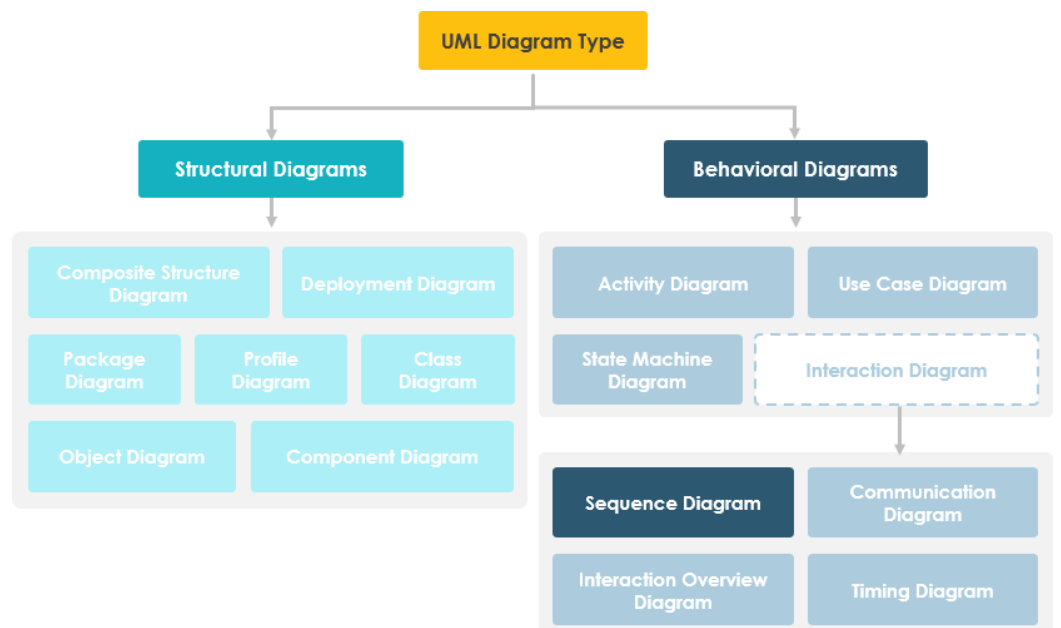 UML Diagram Type
Structural Diagrams
Behavioral Diagrams
Composite Structure
Diagram
Deployment Diagram
Package
Diagram
Profile
Diagram
Class
Diagram
Object Diagram
Component Diagram
Activity Diagram
Use Case Diagram
State Machine
Diagram
Interaction Diagram
Sequence Diagram
Communication
Diagram
Interaction Overview
Diagram
Timing Diagram